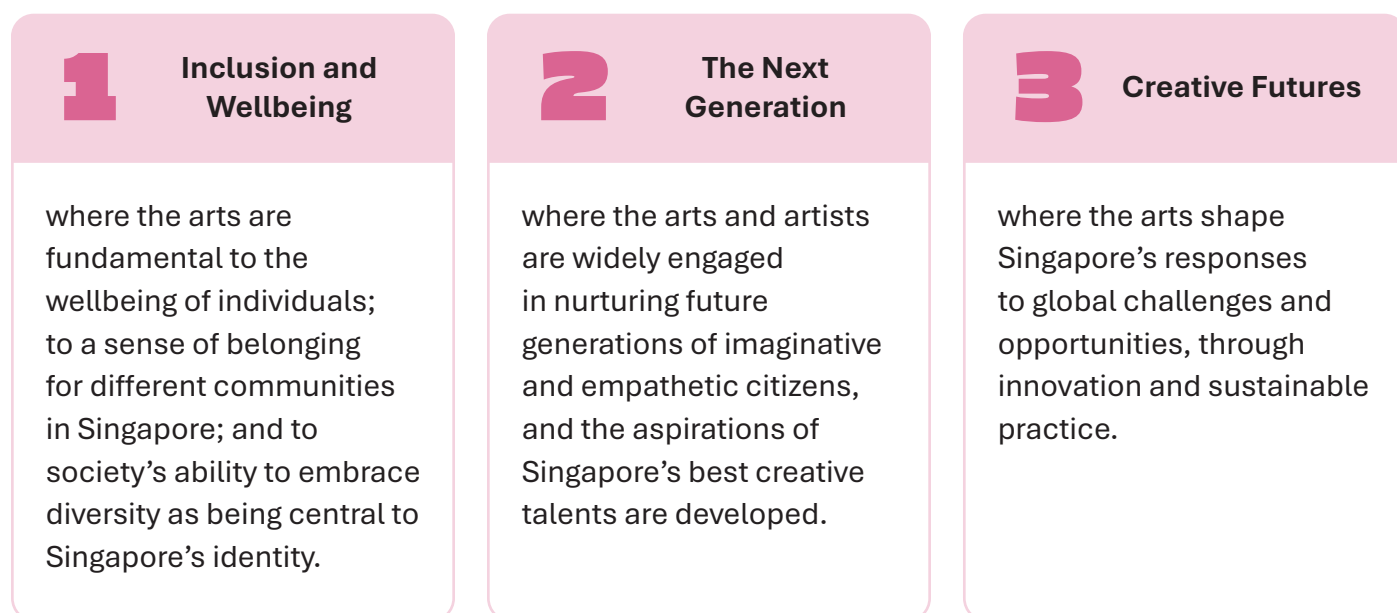 1
Inclusion and
Wellbeing
where the arts are
fundamental to the
wellbeing of individuals;
to a sense of belonging
for different communities
in Singapore; and to
society’s ability to embrace
diversity as being central to
Singapore’s identity.
2
The Next
Generation
where the arts and artists
are widely engaged
in nurturing future
generations of imaginative
and empathetic citizens,
and the aspirations of
Singapore’s best creative
talents are developed.
3
Creative Futures
where the arts shape
Singapore’s responses
to global challenges and
opportunities, through
innovation and sustainable
practice.